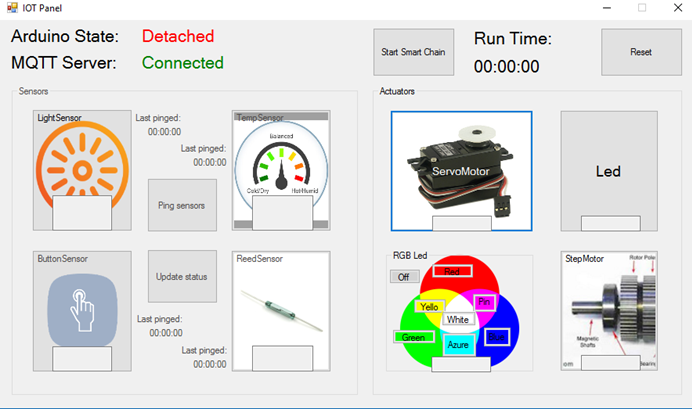 IOT Panel
Arduino State: Detached
MQTT Server: Connected
Start Smart Chain
Run Time:
00:00:00
Reset
Sensors
LightSensor
Last pinged:
00:00:00
TempSensor
Last pinged:
00:00:00
Balanced
Cold/Dry
Hot/Humid
Ping sensors
ButtonSensor
Update status
ReedSensor
Last pinged:
00:00:00
Last pinged:
00:00:00
Actuators
ServoMotor
Led
RGB Led
Off
Red
Yello
Pin
White
Green
Azure
Blue
StepMotor
Rotor Pole
Magnetic
Shafts